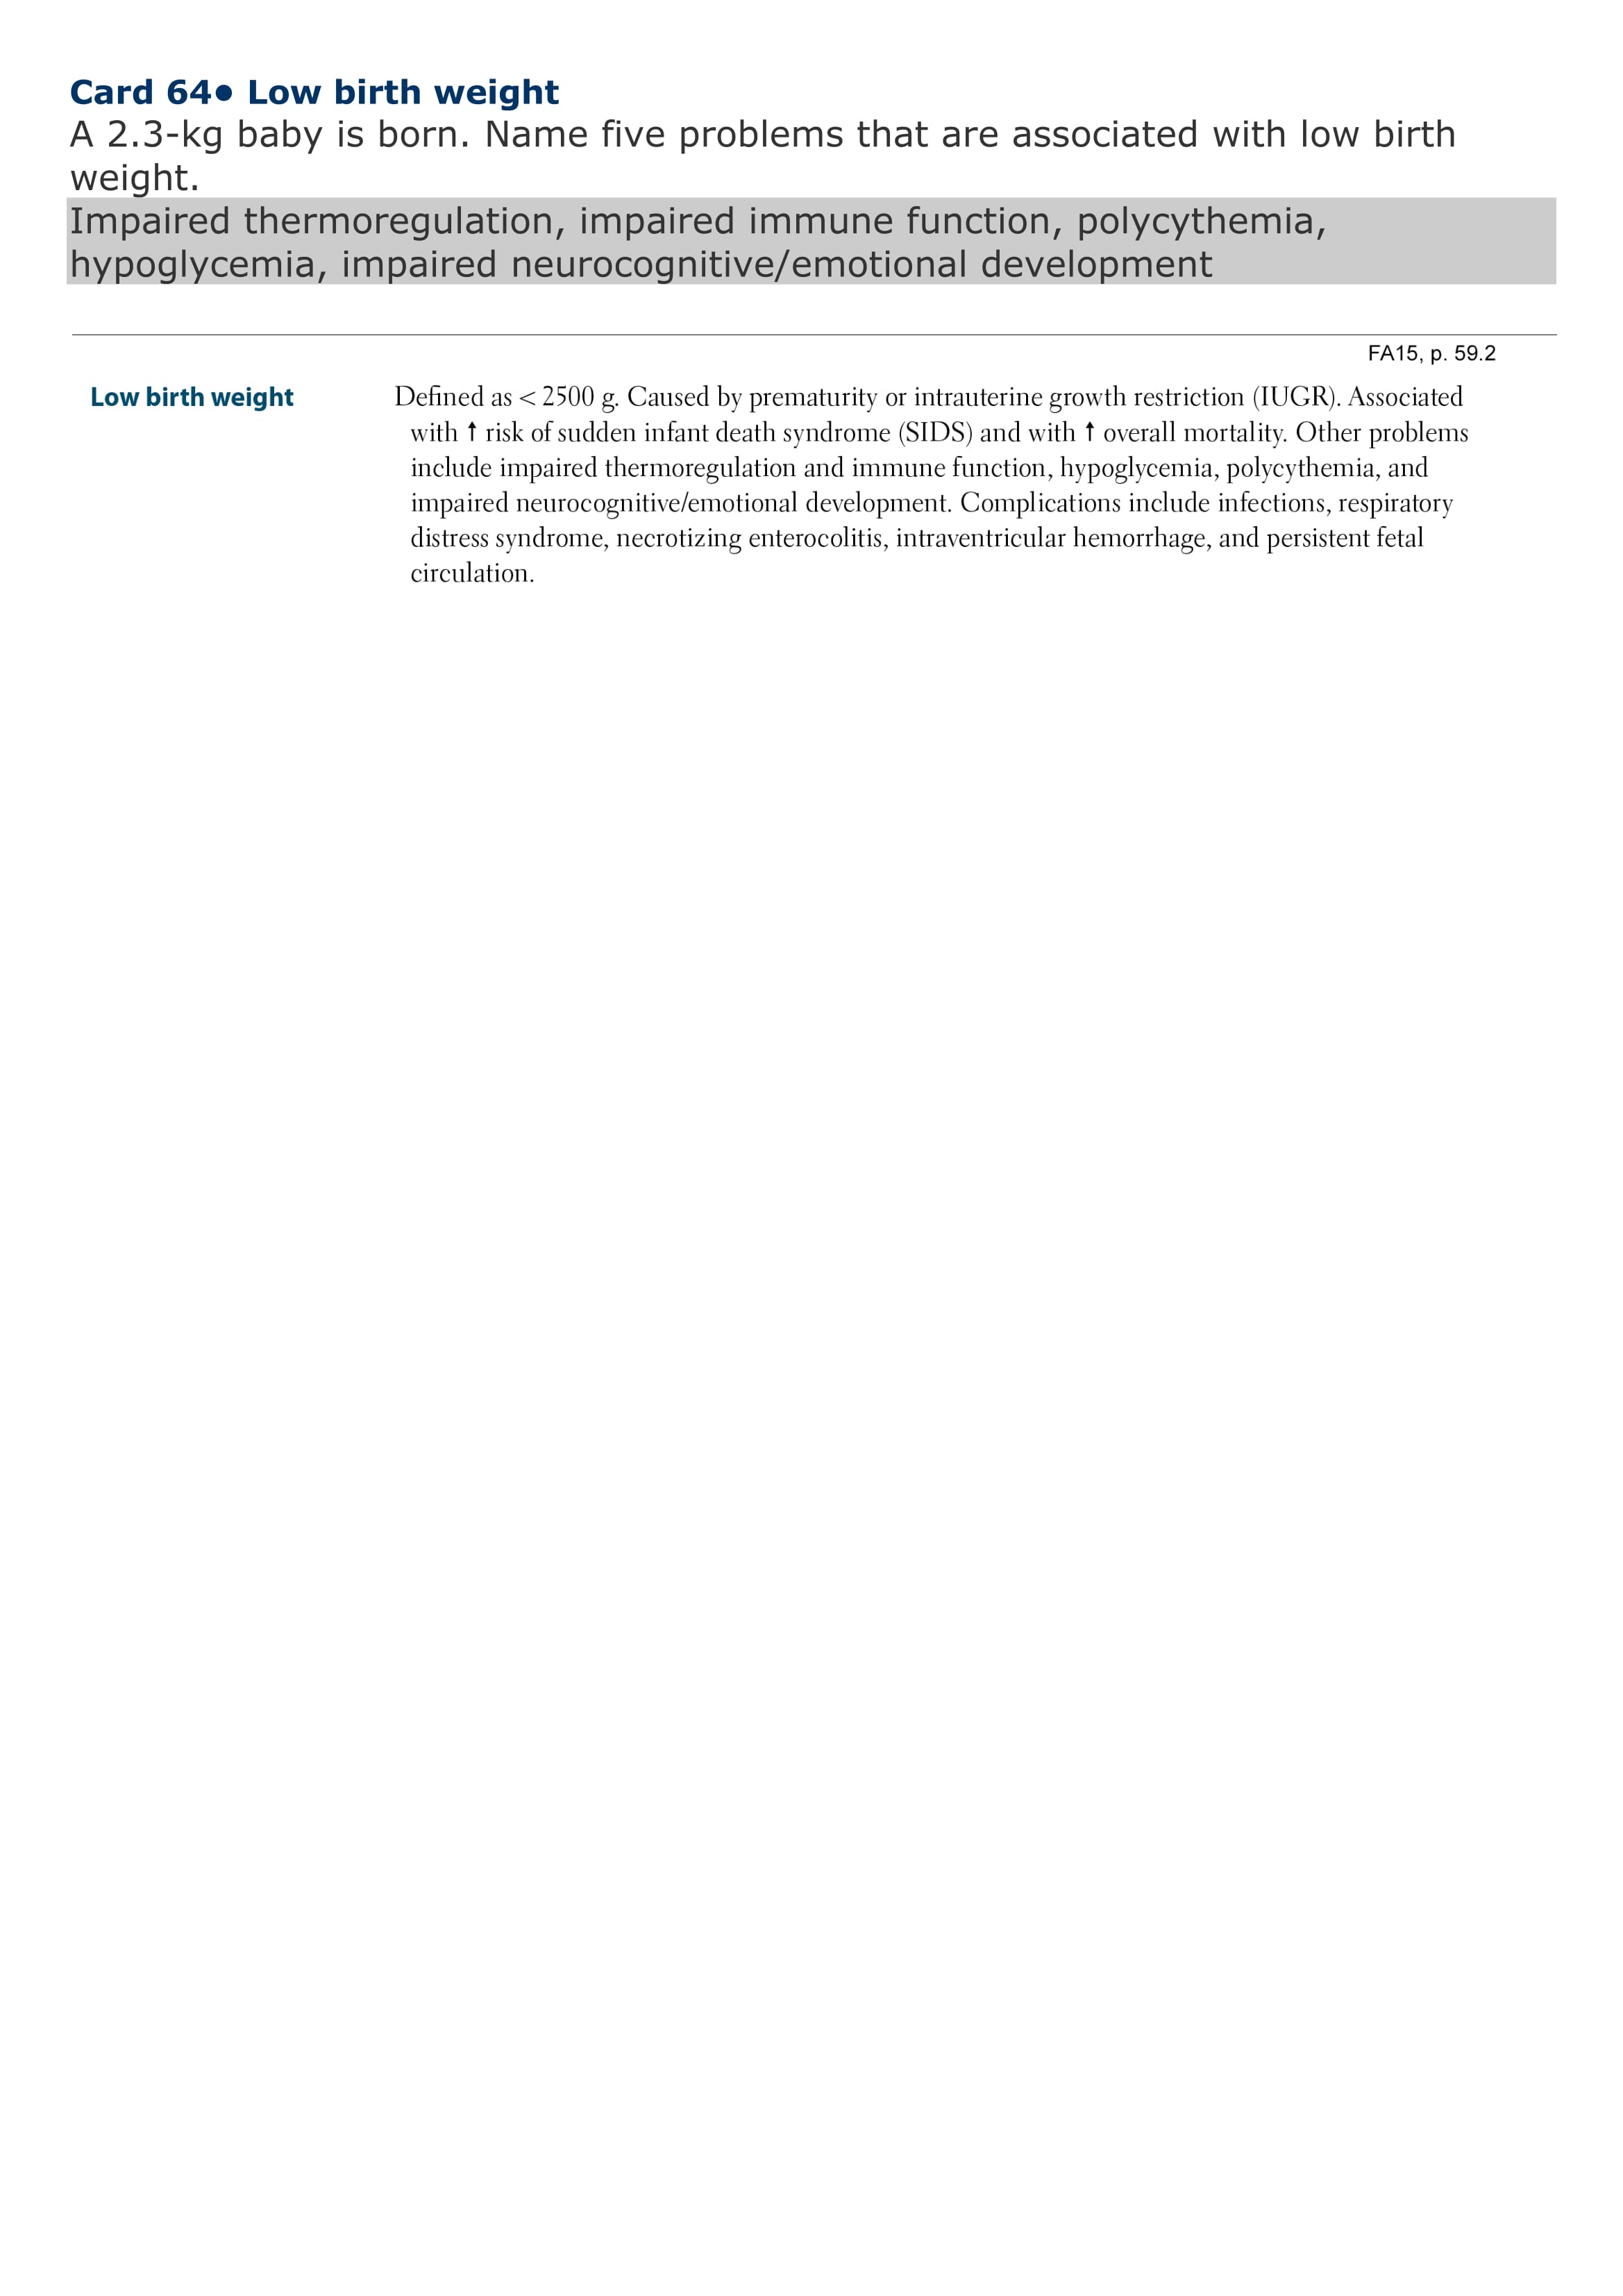 Card 64● Low birth weight
A 2.3-kg baby is born. Name five problems that are associated with low birth
weight.
Impaired thermoregulation, impaired immune function, polycythemia,
hypoglycemia, impaired neurocognitive/emotional development
FA15, p. 59.2
Low birth weight
Defined as < 2500 g. Caused by prematurity or intrauterine growth restriction (IUGR). Associated
with ↑ risk of sudden infant death syndrome (SIDS) and with ↑ overall mortality. Other problems
include impaired thermoregulation and immune function, hypoglycemia, polycythemia, and
impaired neurocognitive/emotional development. Complications include infections, respiratory
distress syndrome, necrotizing enterocolitis, intraventricular hemorrhage, and persistent fetal
circulation.